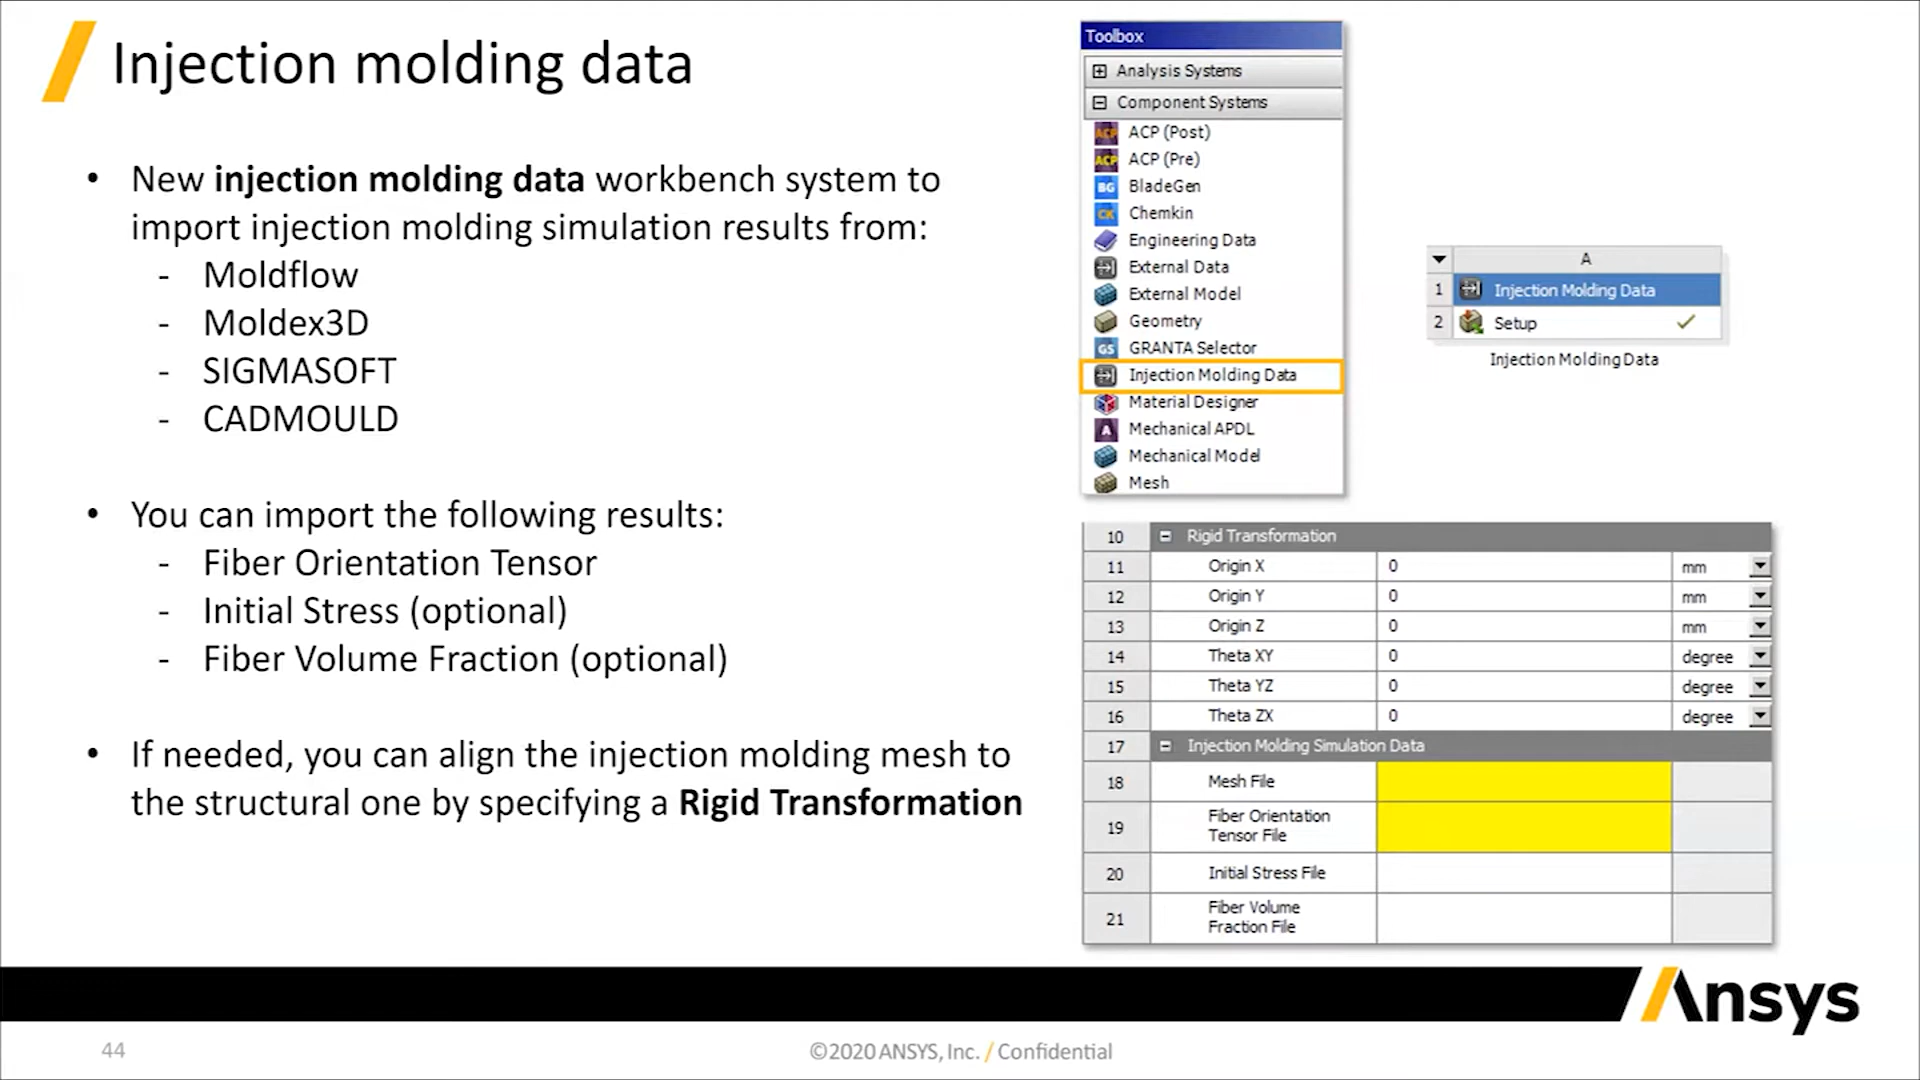 Injection molding data
• New injection molding data workbench system to
import injection molding simulation results from:
- Moldflow
- Moldex3D
- SIGMASOFT
- CADMOULD
• You can import the following results:
- Fiber Orientation Tensor
- Initial Stress (optional)
- Fiber Volume Fraction (optional)
• If needed, you can align the injection molding mesh to
the structural one by specifying a Rigid Transformation
Toolbox
Analysis Systems
Component Systems
ACP ACP (Post)
ACP ACP (Pre)
BG BladeGen
CK Chemkin
Engineering Data
External Data
External Model
Geometry
GS GRANTA Selector
Injection Molding Data
Material Designer
A Mechanical APDL
Mechanical Model
Mesh
A
1 Injection Molding Data
2 Setup
Injection Molding Data
10 Rigid Transformation
11 Origin X 0 mm
12 Origin Y 0 mm
13 Origin Z 0 mm
14 Theta XY 0 degree
15 Theta YZ 0 degree
16 Theta ZX 0 degree
17 Injection Molding Simulation Data
18 Mesh File
19 Fiber Orientation
Tensor File
20 Initial Stress File
21 Fiber Volume
Fraction File
Ansys
44
©2020 ANSYS, Inc. / Confidential